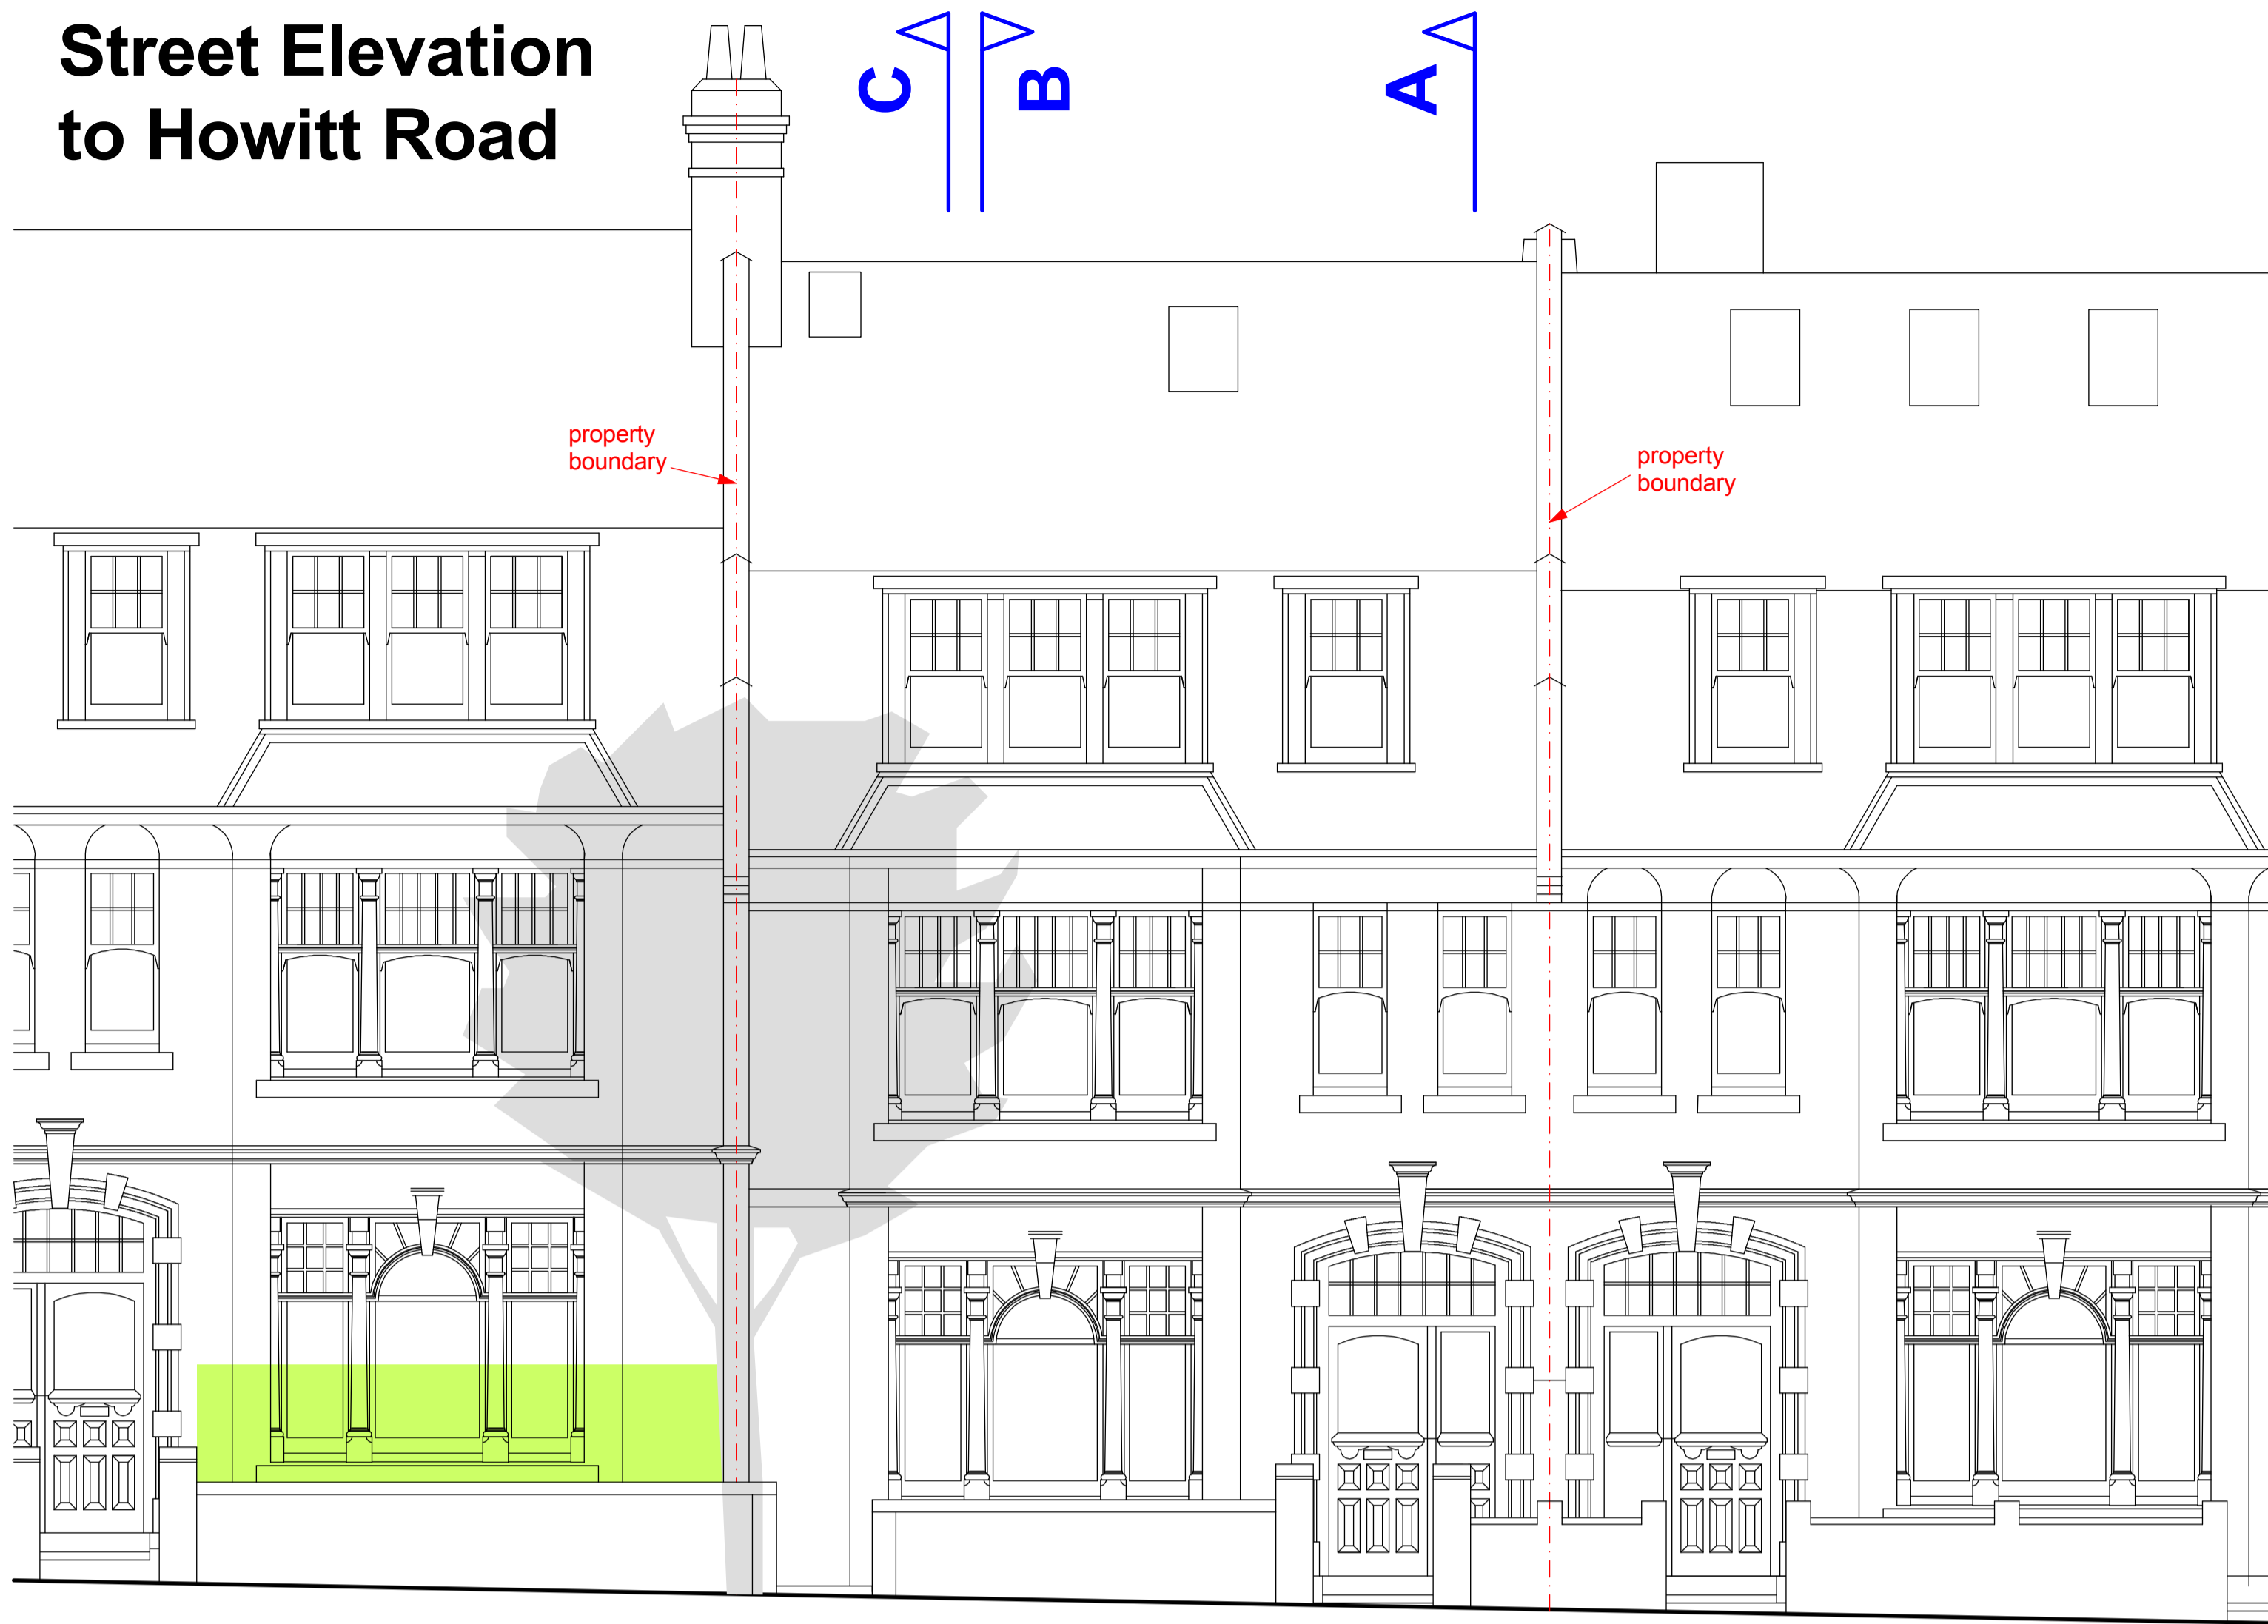 Street Elevation
to Howitt Road
C
B
A
property
boundary
property
boundary